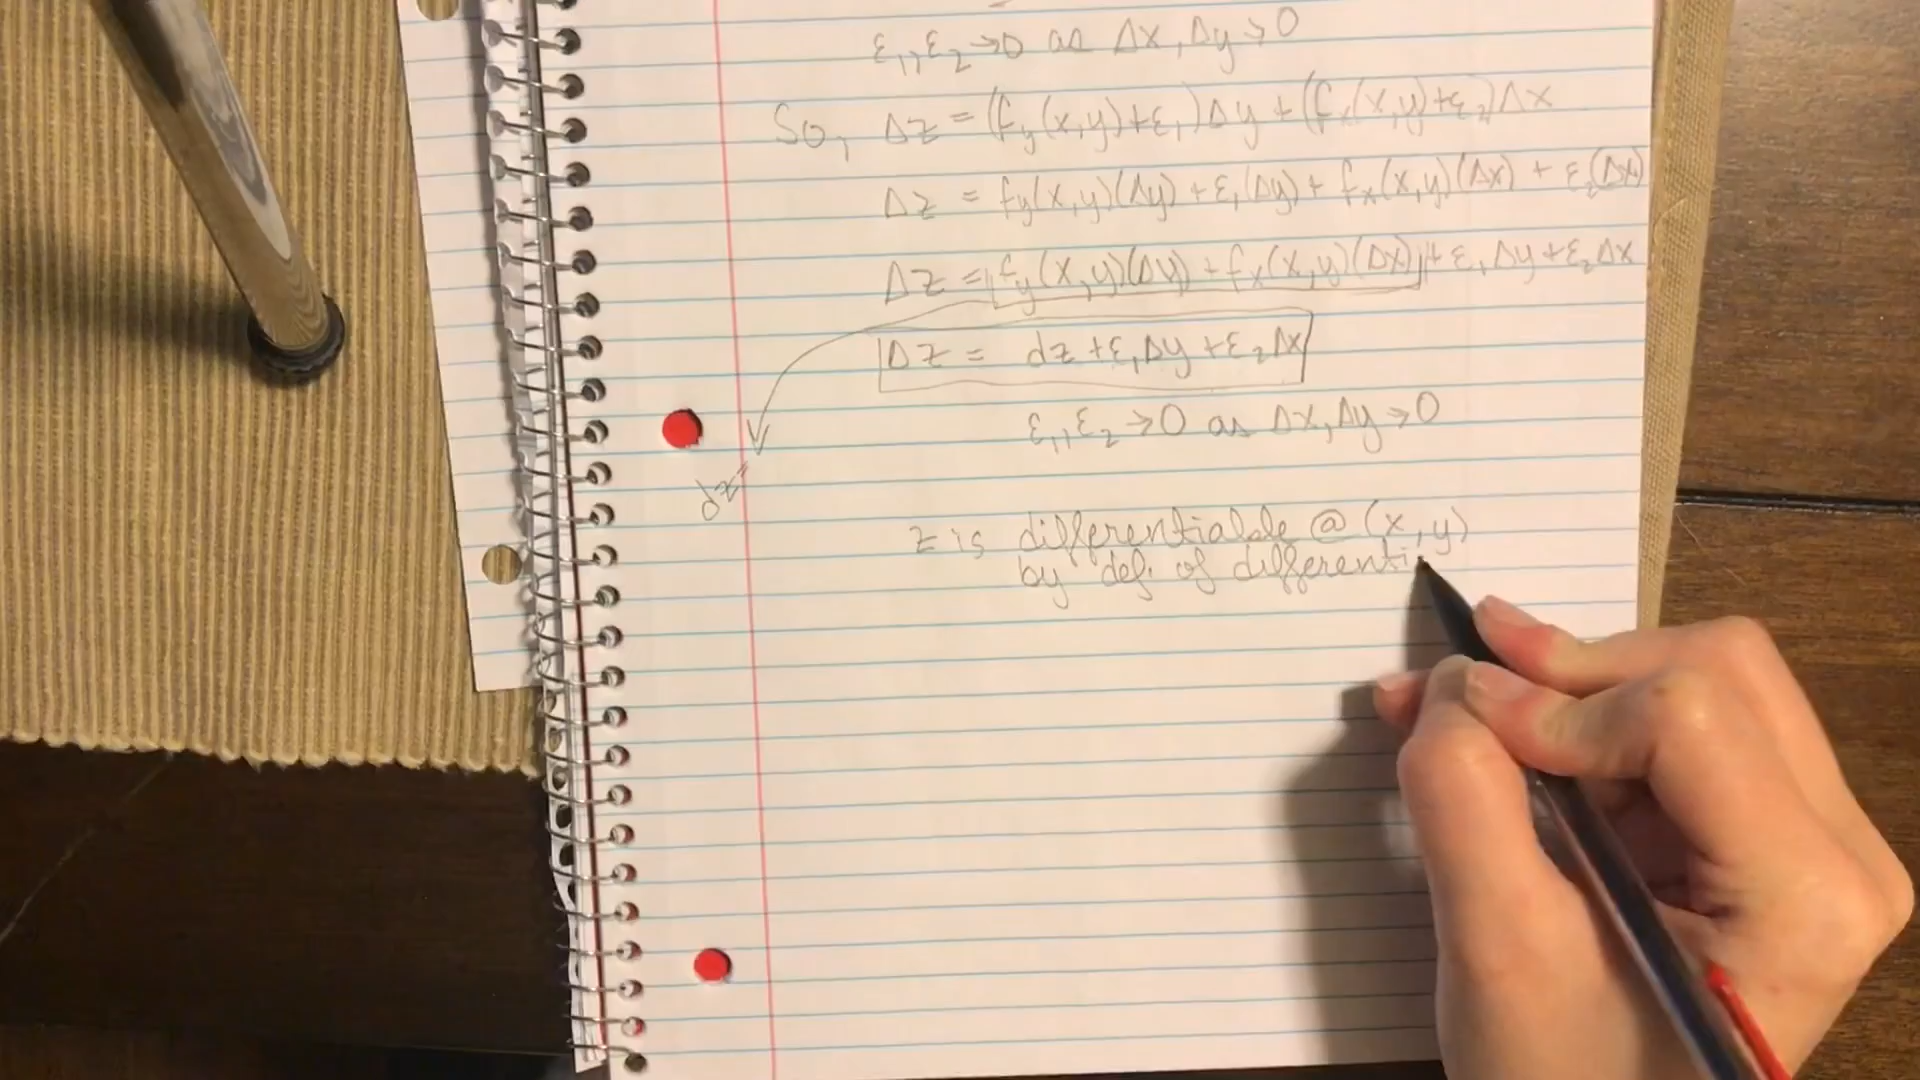 ε₁,ε₂→0 as Δx,Δy→0
So, Δz = (fy(x,y)+ε₁)Δy + (fx(x,y)+ε₂)Δx
Δz = fy(x,y)(Δy) + ε₁(Δy) + fx(x,y)(Δx) + ε₂(Δx)
Δz = fy(x,y)(Δy) + fx(x,y)(Δx) + ε₁Δy + ε₂Δx
Δz = dz + ε₁Δy + ε₂Δx
ε₁,ε₂→0 as Δx,Δy→0
dz
z is differentiable @ (x,y)
by def. of differenti